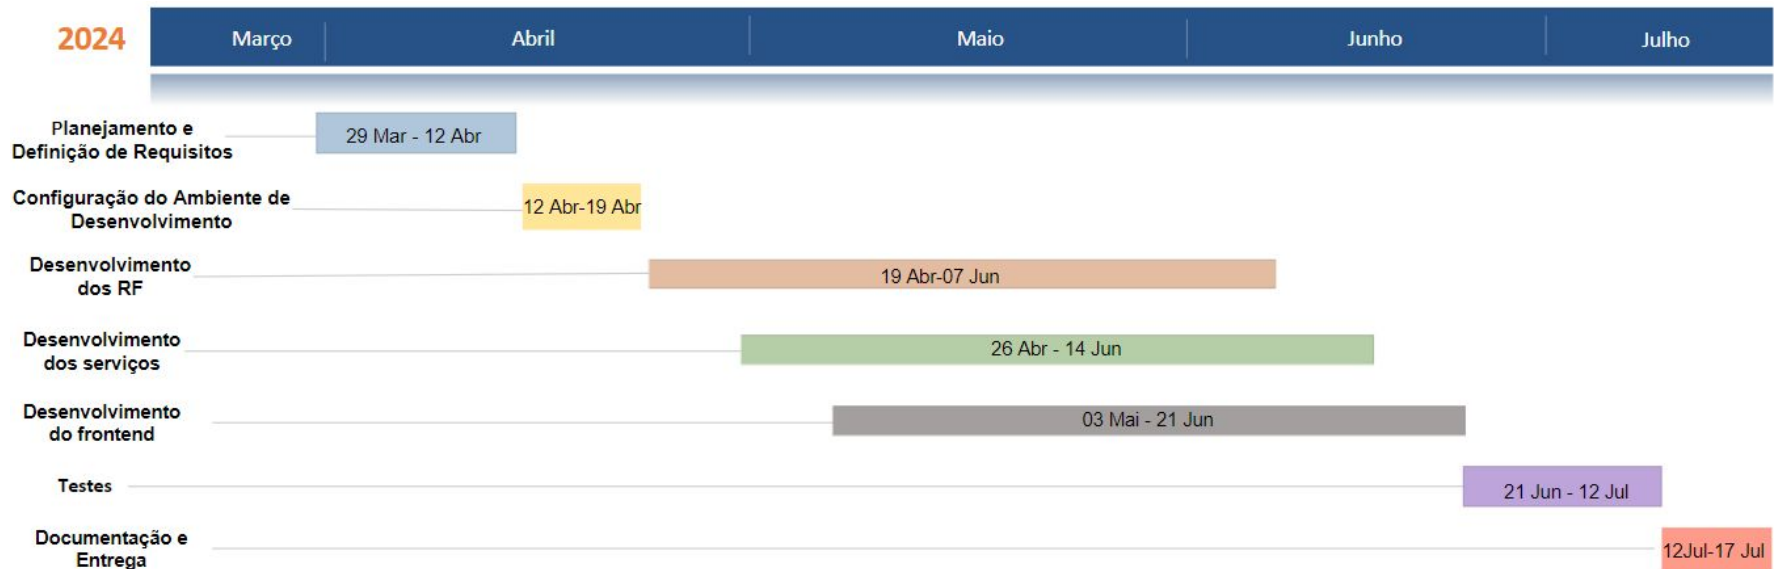 2024 Março Abril Maio Junho Julho
Planejamento e
Definição de Requisitos
29 Mar - 12 Abr
Configuração do Ambiente de
Desenvolvimento
12 Abr-19 Abr
Desenvolvimento
dos RF
19 Abr-07 Jun
Desenvolvimento
dos serviços
26 Abr - 14 Jun
Desenvolvimento
do frontend
03 Mai - 21 Jun
Testes
21 Jun - 12 Jul
Documentação e
Entrega
12Jul-17 Jul